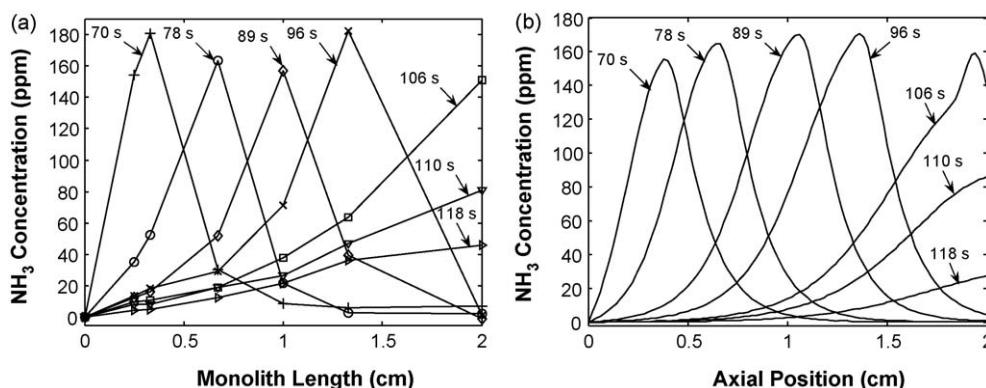 (a)
NH3 Concentration (ppm)
180
160
140
120
100
80
60
40
20
0
70 s
78 s
89 s
96 s
106 s
110 s
118 s
0
0.5
1
1.5
2
Monolith Length (cm)
(b)
NH3 Concentration (ppm)
180
160
140
120
100
80
60
40
20
0
70 s
78 s
89 s
96 s
106 s
110 s
118 s
0
0.5
1
1.5
2
Axial Position (cm)